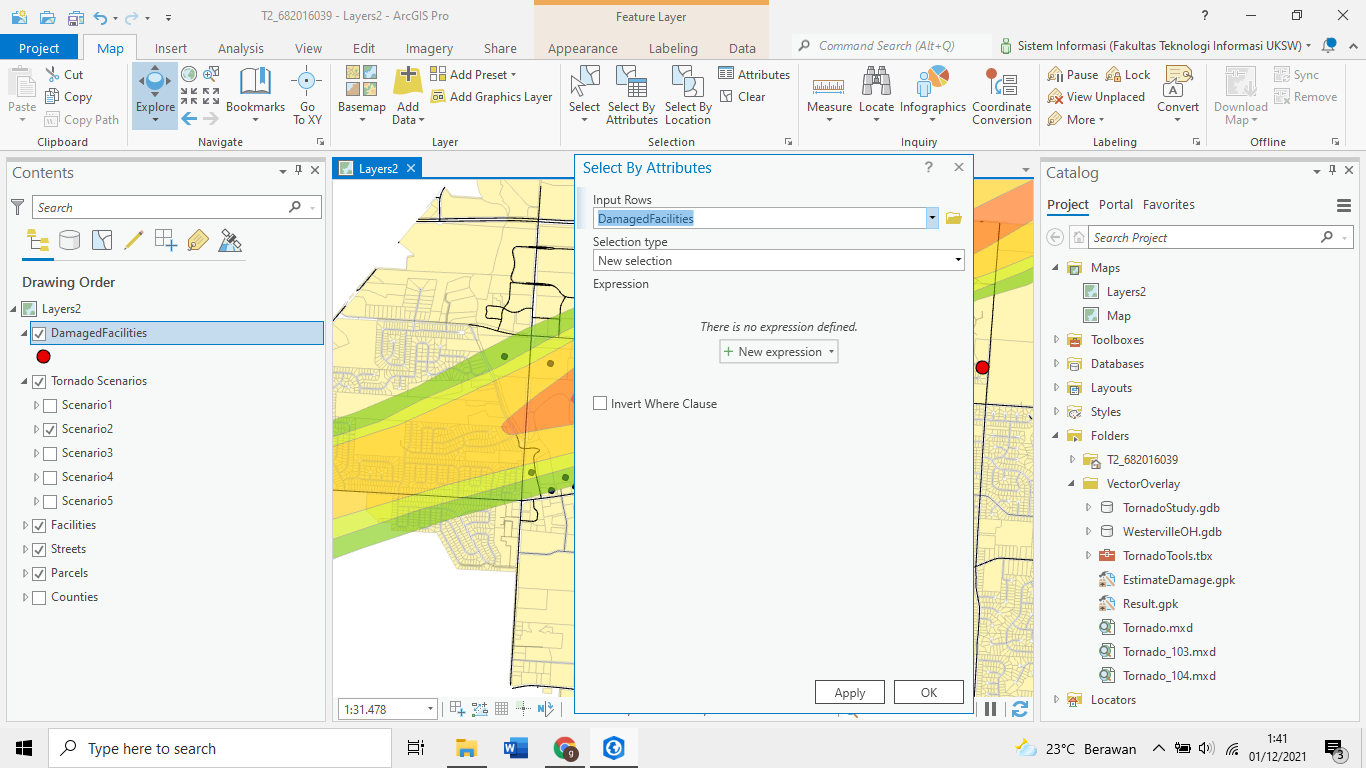 T2_682016039 - Layers2 - ArcGIS Pro
Feature Layer
?
Project
Map
Insert
Analysis
View
Edit
Imagery
Share
Appearance
Labeling
Data
Command Search (Alt+Q)
Sistem Informasi (Fakultas Teknologi Informasi UKSW)
Paste
Cut
Copy
Copy Path
Clipboard
Explore
Bookmarks
Go
To XY
Navigate
Basemap
Add
Data
Add Preset
Add Graphics Layer
Layer
Select
Select By
Attributes
Select By
Location
Attributes
Clear
Selection
Measure
Locate
Infographics
Coordinate
Conversion
Inquiry
Pause
Lock
View Unplaced
More
Convert
Labeling
Download
Map
Sync
Remove
Offline
Contents
Search
Drawing Order
Layers2
DamagedFacilities
Tornado Scenarios
Scenario1
Scenario2
Scenario3
Scenario4
Scenario5
Facilities
Streets
Parcels
Counties
Layers2
1:31.478
Select By Attributes
?
Input Rows
DamagedFacilities
Selection type
New selection
Expression
There is no expression defined.
New expression
Invert Where Clause
Apply
OK
Catalog
Project
Portal
Favorites
Search Project
Maps
Layers2
Map
Toolboxes
Databases
Layouts
Styles
Folders
T2_682016039
VectorOverlay
TornadoStudy.gdb
WestervilleOH.gdb
TornadoTools.tbx
EstimateDamage.gpk
Result.gpk
Tornado.mxd
Tornado_103.mxd
Tornado_104.mxd
Locators
Type here to search
23°C Berawan
1:41
01/12/2021
3